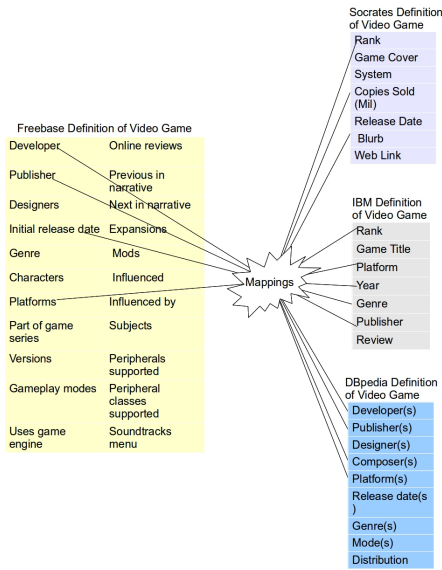 Socrates Definition
of Video Game
Rank
Game Cover
System
Copies Sold
(Mil)
Release Date
Blurb
Web Link
Freebase Definition of Video Game
Developer Online reviews
Publisher Previous in
narrative
Designers Next in narrative
Initial release date Expansions
Genre Mods
Characters Influenced
Platforms Influenced by
Part of game Subjects
series
Versions Peripherals
supported
Gameplay modes Peripheral
classes
supported
Uses game Soundtracks
engine menu
Mappings
IBM Definition
of Video Game
Rank
Game Title
Platform
Year
Genre
Publisher
Review
DBpedia Definition
of Video Game
Developer(s)
Publisher(s)
Designer(s)
Composer(s)
Platform(s)
Release date(s
)
Genre(s)
Mode(s)
Distribution